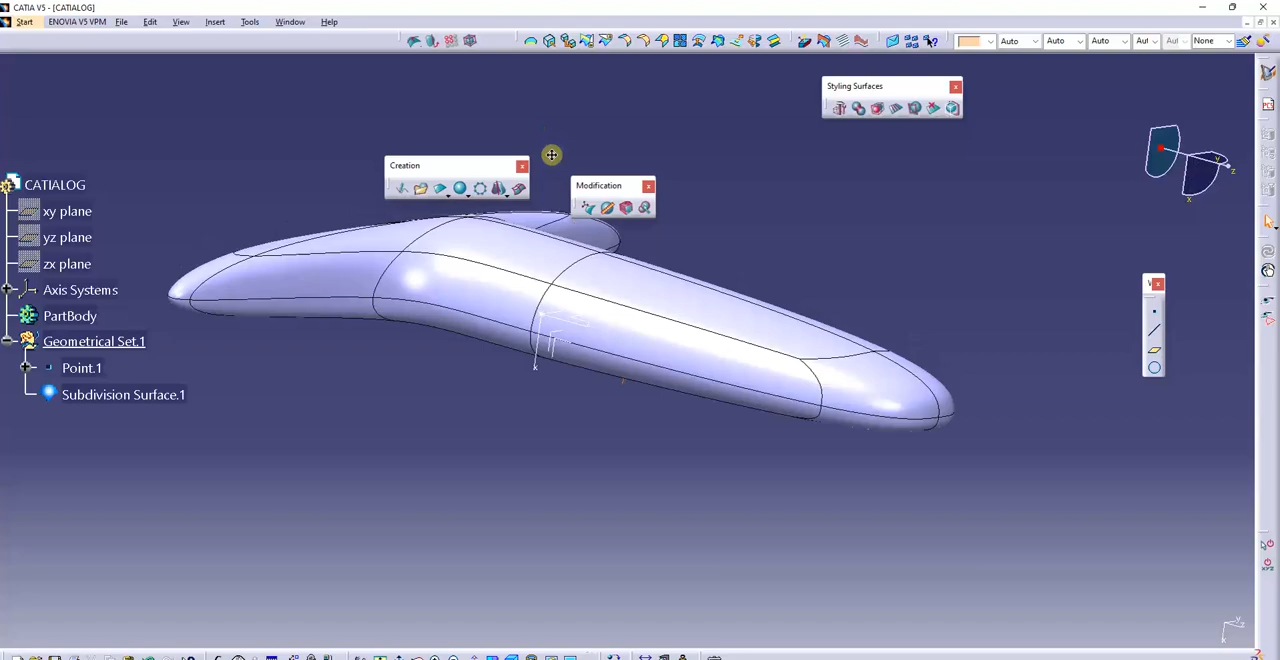 CATIA V5 - [CATIALOG]
Start ENOVIA V5 VPM File Edit View Insert Tools Window Help
Auto Auto Auto Aut Aut None
Styling Surfaces
Creation
Modification
CATIALOG
xy plane
yz plane
zx plane
Axis Systems
PartBody
Geometrical Set.1
Point.1
Subdivision Surface.1
y
z
x
x